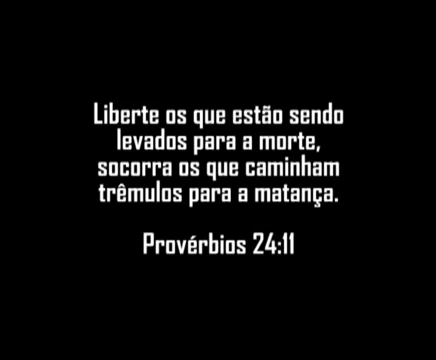 Liberte os que estão sendo
levados para a morte,
socorra os que caminham
trêmulos para a matança.
Provérbios 24:11